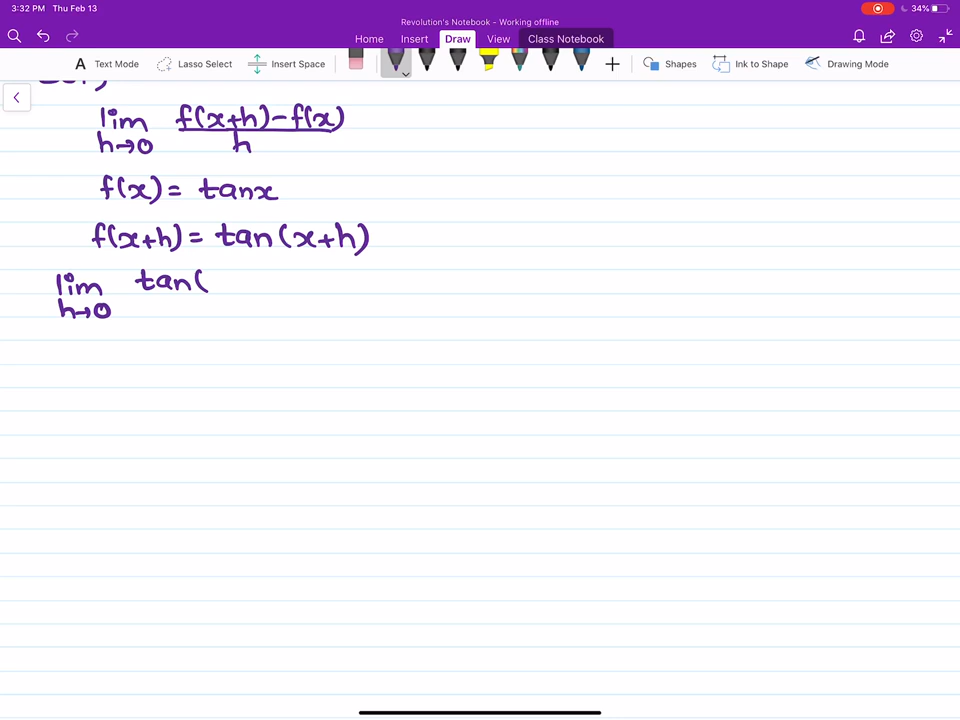 3:32 PM Thu Feb 13
34%
Revolution's Notebook - Working offline
Home Insert Draw View Class Notebook
A Text Mode Lasso Select Insert Space Shapes Ink to Shape Drawing Mode
lim f(x+h)-f(x)
h→0 h
f(x) = tanx
f(x+h) = tan(x+h)
lim tan(
h→0